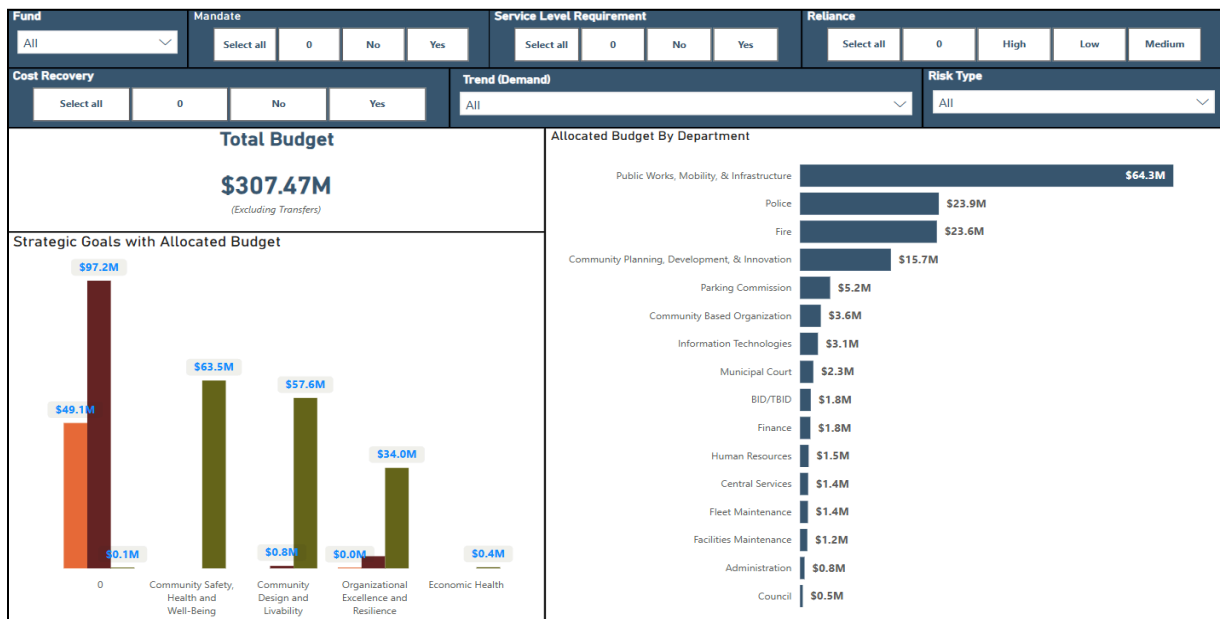 Fund
All
Mandate
Select all
0
No
Yes
Service Level Requirement
Select all
0
No
Yes
Reliance
Select all
0
High
Low
Medium
Cost Recovery
Select all
0
No
Yes
Trend (Demand)
All
Risk Type
All
Total Budget
$307.47M
(Excluding Transfers)
Strategic Goals with Allocated Budget
$97.2M
$49.1M
$0.1M
$63.5M
$0.8M
$57.6M
$0.0M
$34.0M
$0.4M
0
Community Safety,
Health and
Well-Being
Community
Design and
Livability
Organizational
Excellence and
Resilience
Economic Health
Allocated Budget By Department
Public Works, Mobility, & Infrastructure $64.3M
Police $23.9M
Fire $23.6M
Community Planning, Development, & Innovation $15.7M
Parking Commission $5.2M
Community Based Organization $3.6M
Information Technologies $3.1M
Municipal Court $2.3M
BID/TBID $1.8M
Finance $1.8M
Human Resources $1.5M
Central Services $1.4M
Fleet Maintenance $1.4M
Facilities Maintenance $1.2M
Administration $0.8M
Council $0.5M